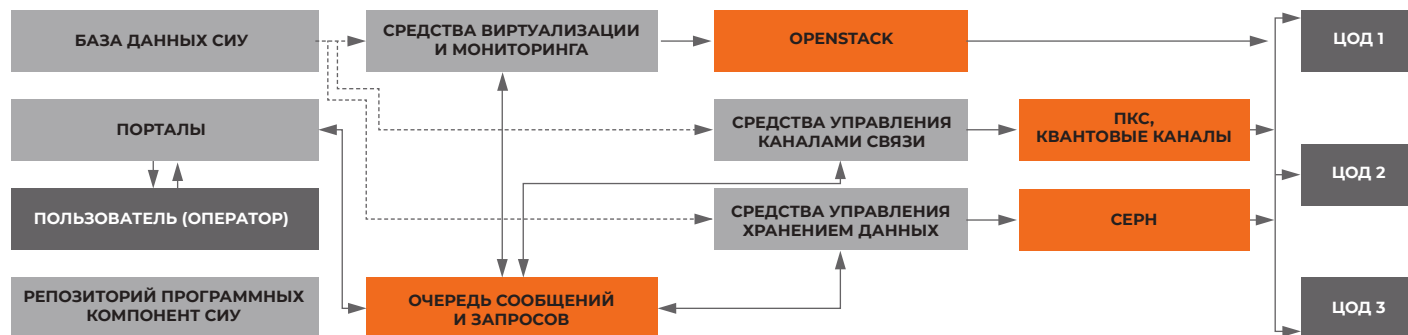 БАЗА ДАННЫХ СИУ
СРЕДСТВА ВИРТУАЛИЗАЦИИ
И МОНИТОРИНГА
OPENSTACK
ЦОД 1
ПОРТАЛЫ
СРЕДСТВА УПРАВЛЕНИЯ
КАНАЛАМИ СВЯЗИ
ПКС,
КВАНТОВЫЕ КАНАЛЫ
ЦОД 2
ПОЛЬЗОВАТЕЛЬ (ОПЕРАТОР)
СРЕДСТВА УПРАВЛЕНИЯ
ХРАНЕНИЕМ ДАННЫХ
CEPH
РЕПОЗИТОРИЙ ПРОГРАММНЫХ
КОМПОНЕНТ СИУ
ОЧЕРЕДЬ СООБЩЕНИЙ
И ЗАПРОСОВ
ЦОД 3